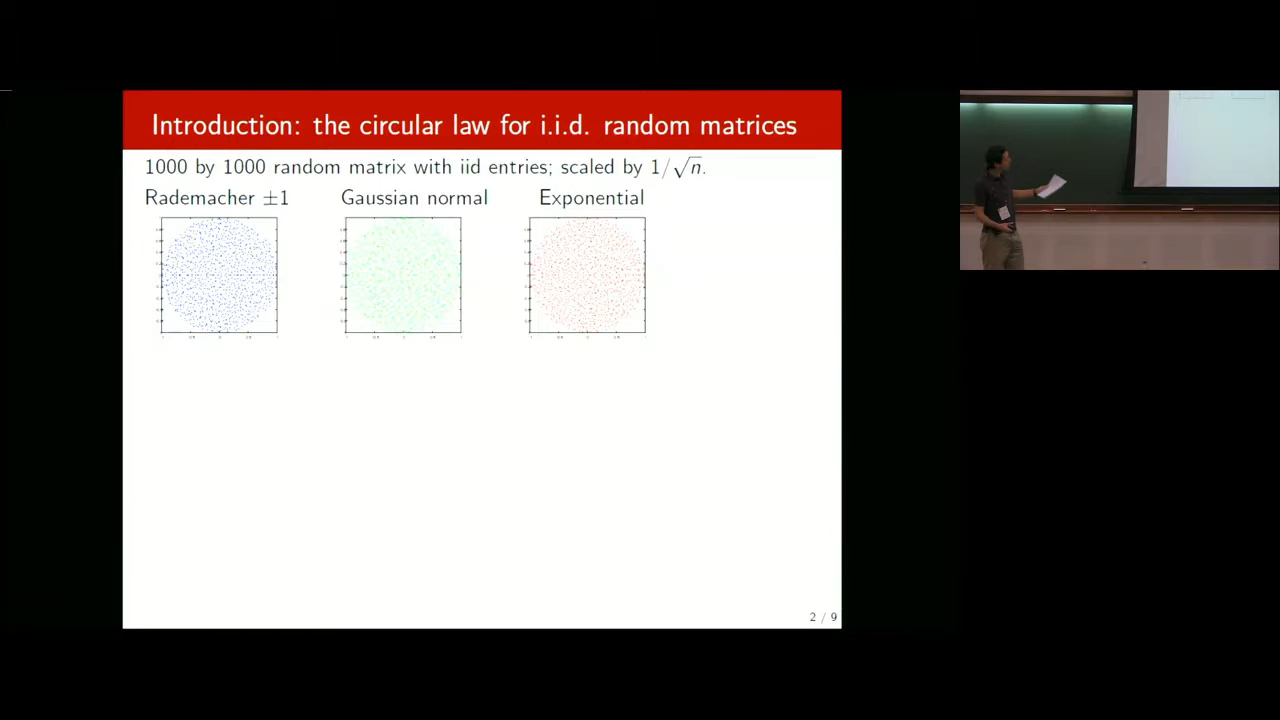 Introduction: the circular law for i.i.d. random matrices
1000 by 1000 random matrix with iid entries; scaled by 1/√n.
Rademacher ±1 Gaussian normal Exponential
2 / 9